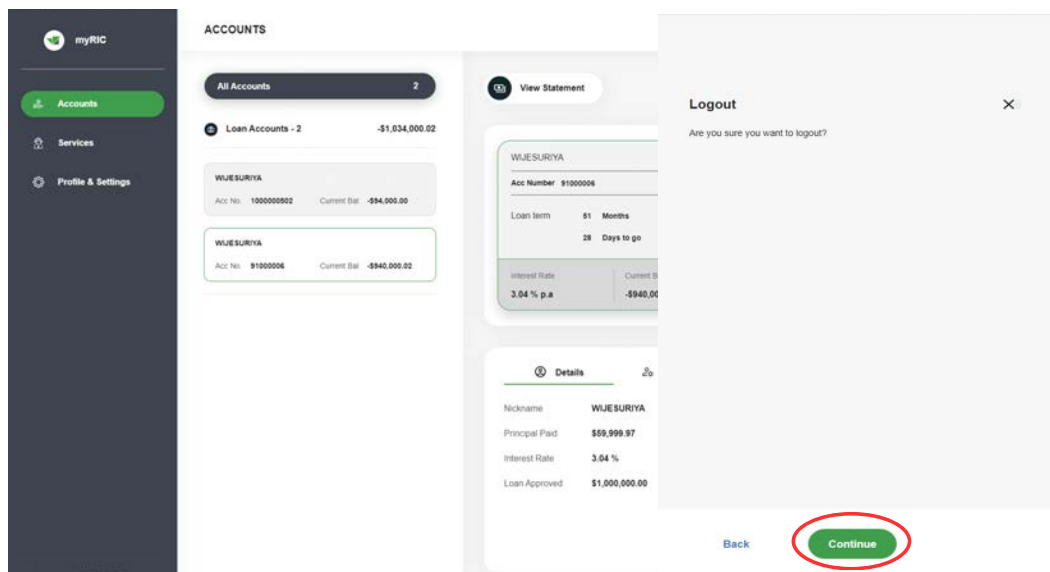 myRIC
Accounts
Services
Profile & Settings
ACCOUNTS
All Accounts 2
Loan Accounts - 2 -$1,034,000.02
WIJESURIYA
Acc No. 1000000502 Current Bal -$94,000.00
WIJESURIYA
Acc No. 91000006 Current Bal -$940,000.02
View Statement
WIJESURIYA
Acc Number 91000006
Loan term 51 Months
28 Days to go
Interest Rate Current B
3.04 % p.a -$940,00
Details
Nickname WIJESURIYA
Principal Paid $59,999.97
Interest Rate 3.04 %
Loan Approved $1,000,000.00
Logout
Are you sure you want to logout?
Back Continue